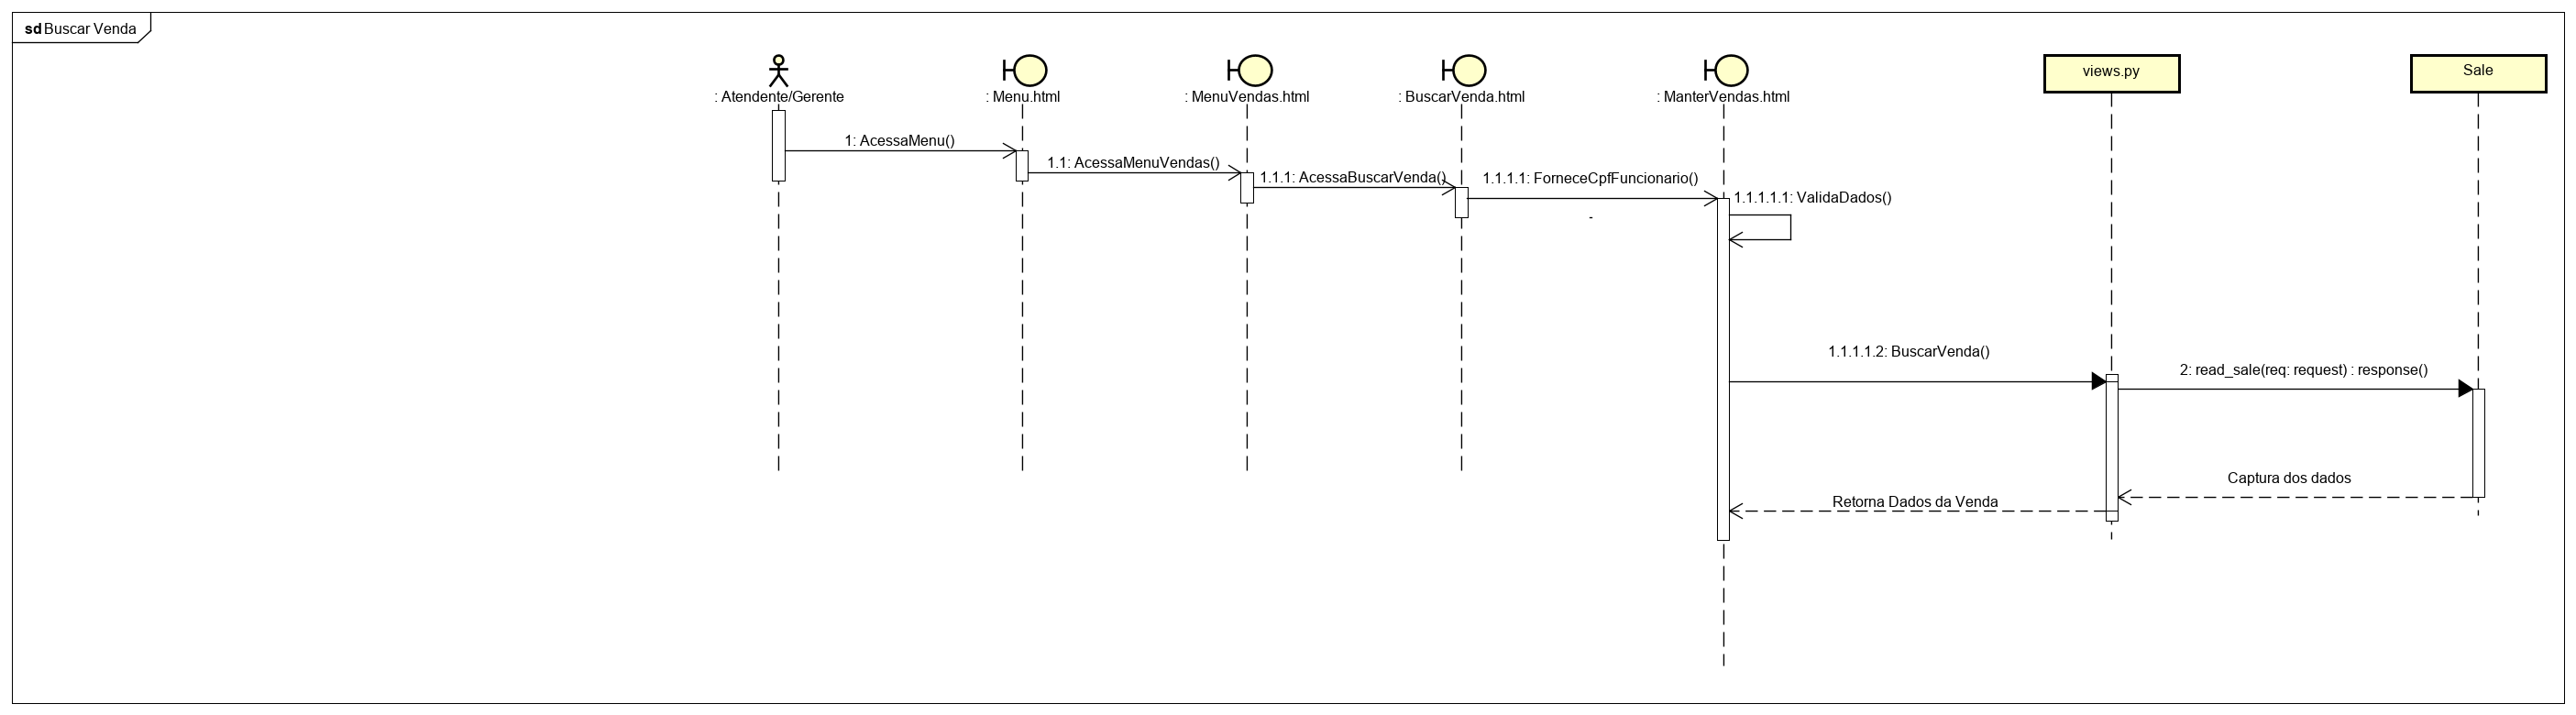 sd Buscar Venda
: Atendente/Gerente
: Menu.html
: MenuVendas.html
: BuscarVenda.html
: ManterVendas.html
views.py
Sale
1: AcessaMenu()
1.1: AcessaMenuVendas()
1.1.1: AcessaBuscarVenda()
1.1.1.1: ForneceCpfFuncionario()
1.1.1.1.1: ValidaDados()
1.1.1.1.2: BuscarVenda()
2: read_sale(req: request) : response()
Captura dos dados
Retorna Dados da Venda